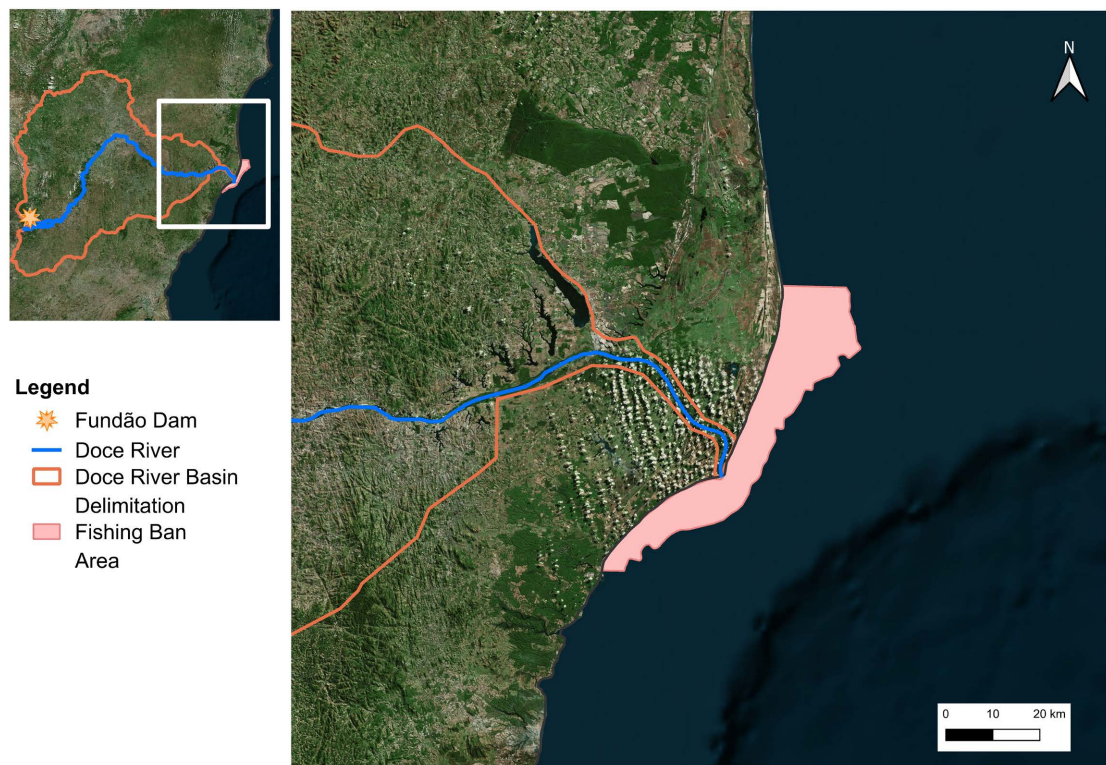 N
Legend
Fundão Dam
Doce River
Doce River Basin
Delimitation
Fishing Ban
Area
0 10 20 km